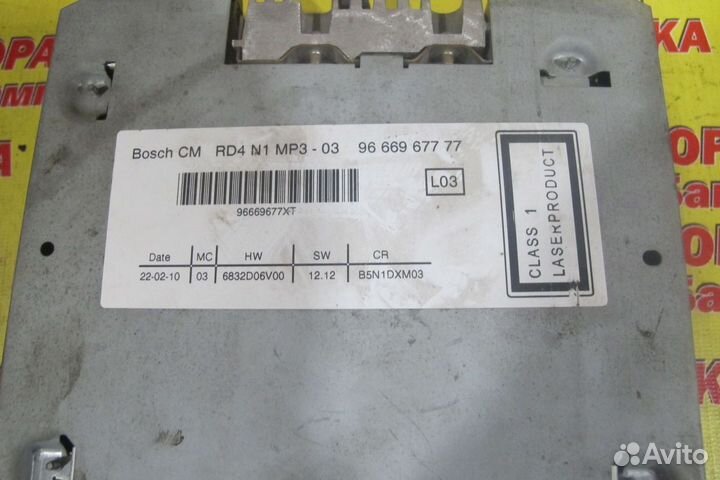 Bosch CM RD4 N1 MP3 - 03 96 669 677 77
L03
96669677XT
Date MC HW SW CR
22-02-10 03 6832D06V00 12.12 B5N1DXM03
CLASS 1
LASERPRODUCT
Avito